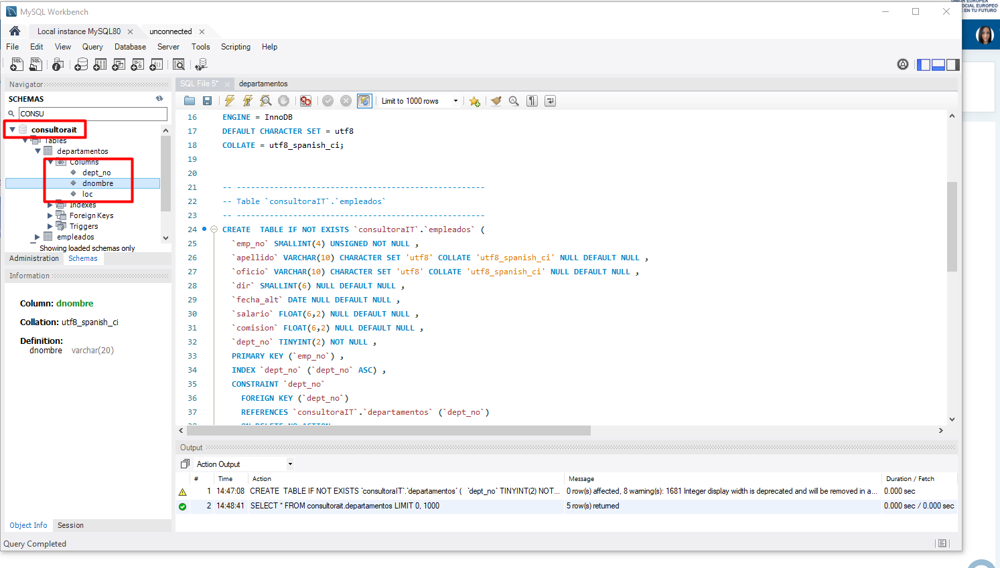 UNIÓN EUROPEA
SOCIAL EUROPEO
E EN TU FUTURO
MySQL Workbench
Local instance MySQL80
unconnected
File Edit View Query Database Server Tools Scripting Help
Navigator
SCHEMAS
CONSU
consultorait
Tables
departamentos
Columns
dept_no
dnombre
loc
Indexes
Foreign Keys
Triggers
empleados
Showing loaded schemas only
Administration Schemas
Information
Column: dnombre
Collation: utf8_spanish_ci
Definition:
dnombre varchar(20)
Object Info Session
Query Completed
SQL File 5* departamentos
Limit to 1000 rows
16 ENGINE = InnoDB
17 DEFAULT CHARACTER SET = utf8
18 COLLATE = utf8_spanish_ci;
19
20
21 -- -----------------------------------------------------
22 -- Table `consultoraIT`.`empleados`
23 -- -----------------------------------------------------
24 CREATE  TABLE IF NOT EXISTS `consultoraIT`.`empleados` (
25 `emp_no` SMALLINT(4) UNSIGNED NOT NULL ,
26 `apellido` VARCHAR(10) CHARACTER SET 'utf8' COLLATE 'utf8_spanish_ci' NULL DEFAULT NULL ,
27 `oficio` VARCHAR(10) CHARACTER SET 'utf8' COLLATE 'utf8_spanish_ci' NULL DEFAULT NULL ,
28 `dir` SMALLINT(6) NULL DEFAULT NULL ,
29 `fecha_alt` DATE NULL DEFAULT NULL ,
30 `salario` FLOAT(6,2) NULL DEFAULT NULL ,
31 `comision` FLOAT(6,2) NULL DEFAULT NULL ,
32 `dept_no` TINYINT(2) NOT NULL ,
33 PRIMARY KEY (`emp_no`) ,
34 INDEX `dept_no` (`dept_no` ASC) ,
35 CONSTRAINT `dept_no`
36 FOREIGN KEY (`dept_no`)
37 REFERENCES `consultoraIT`.`departamentos` (`dept_no`)
38 ON DELETE NO ACTION
Output
Action Output
# Time Action Message Duration / Fetch
1 14:47:08 CREATE  TABLE IF NOT EXISTS `consultoraIT`.`departamentos` (   `dept_no` TINYINT(2) NOT... 0 row(s) affected, 8 warning(s): 1681 Integer display width is deprecated and will be removed in a... 0.000 sec
2 14:48:41 SELECT * FROM consultorait.departamentos LIMIT 0, 1000 5 row(s) returned 0.000 sec / 0.000 sec